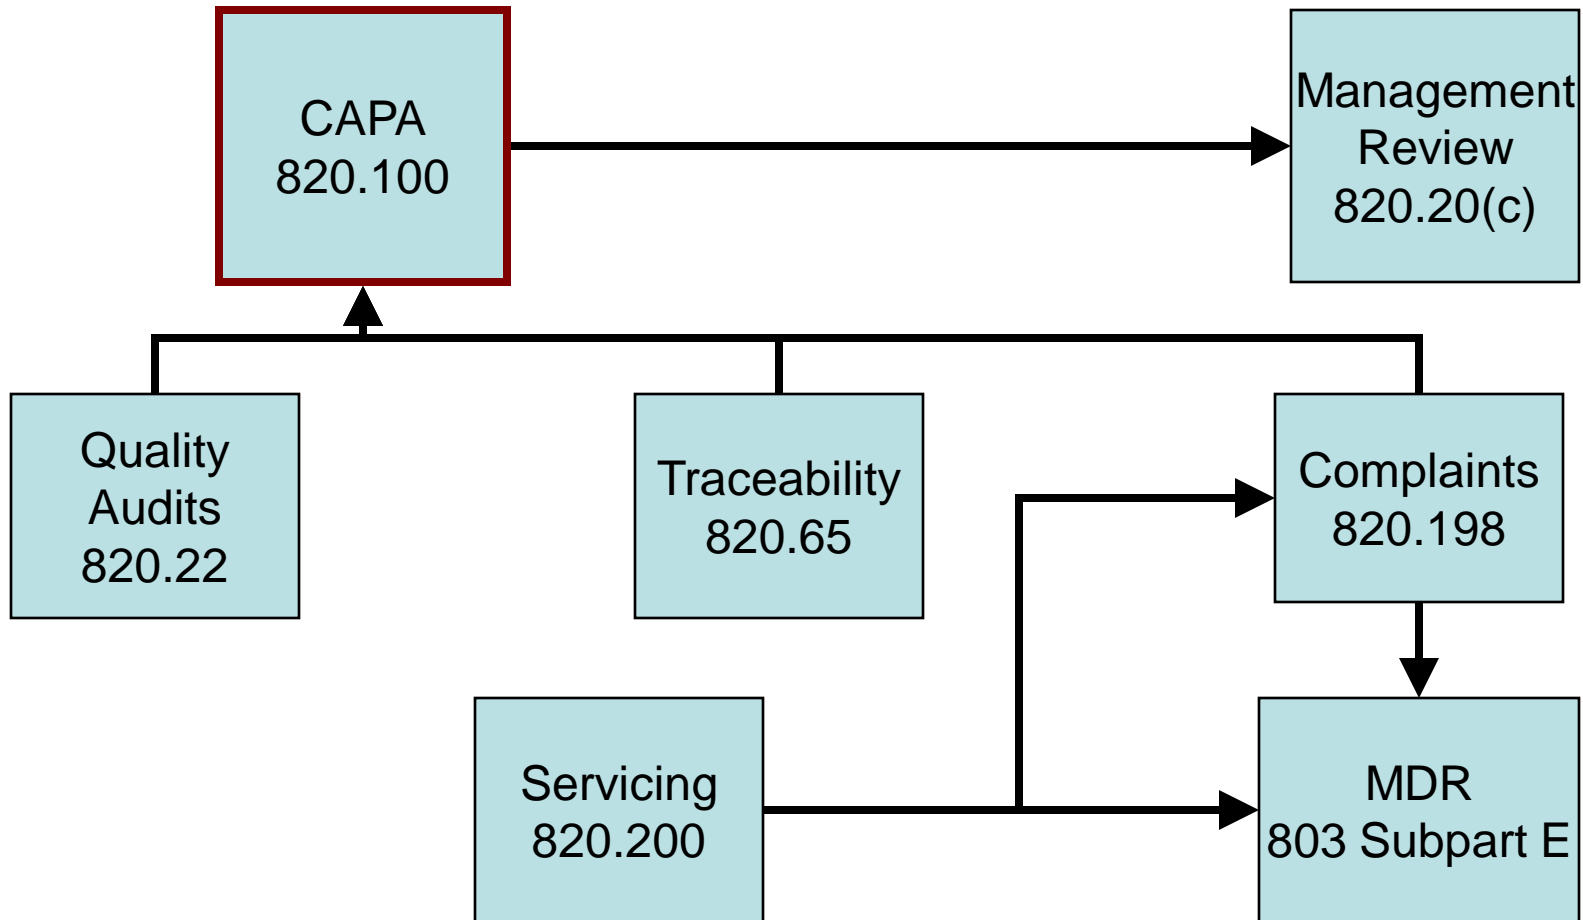 CAPA
820.100
Management
Review
820.20(c)
Quality
Audits
820.22
Traceability
820.65
Complaints
820.198
Servicing
820.200
MDR
803 Subpart E